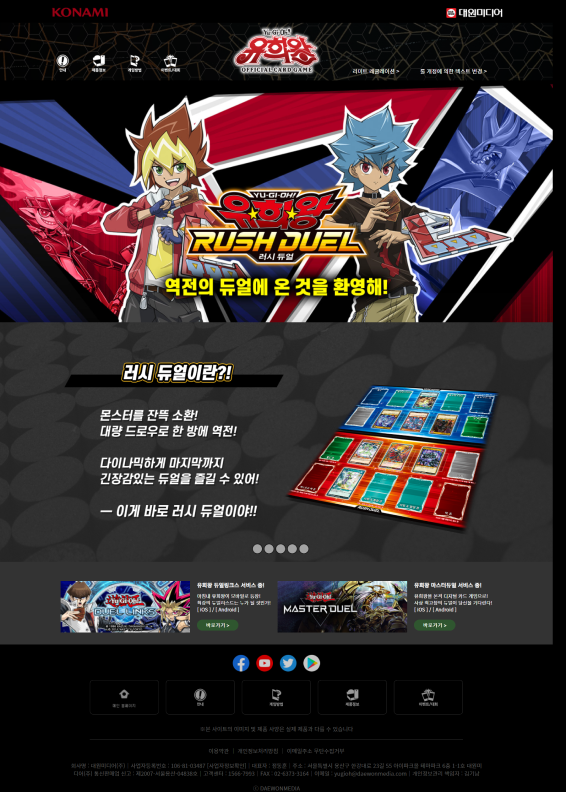 KONAMI
대원미디어
Yu-Gi-Oh!
유희왕
OFFICIAL CARD GAME
안내
제품정보
게임방법
이벤트/대회
리미트 레귤레이션 >
룰 개정에 의한 텍스트 변경 >
YU-GI-OH!
유희왕
RUSH DUEL
러시 듀얼
역전의 듀얼에 온 것을 환영해!
러시 듀얼이란?!
몬스터를 잔뜩 소환!
대량 드로우로 한 방에 역전!
다이나믹하게 마지막까지
긴장감있는 듀얼을 즐길 수 있어!
— 이게 바로 러시 듀얼이야!!
Yu-Gi-Oh!
DUEL LINKS
유희왕 듀얼링크스 서비스 중!
[ iOS ] / [ Android ]
바로가기 >
Yu-Gi-Oh!
MASTER DUEL
유희왕 마스터듀얼 서비스 중!
[ iOS ] / [ Android ]
바로가기 >
안내
게임방법
제품정보
이벤트/대회
이용약관 | 개인정보처리방침 | 이메일주소 무단수집거부
© DAEWONMEDIA